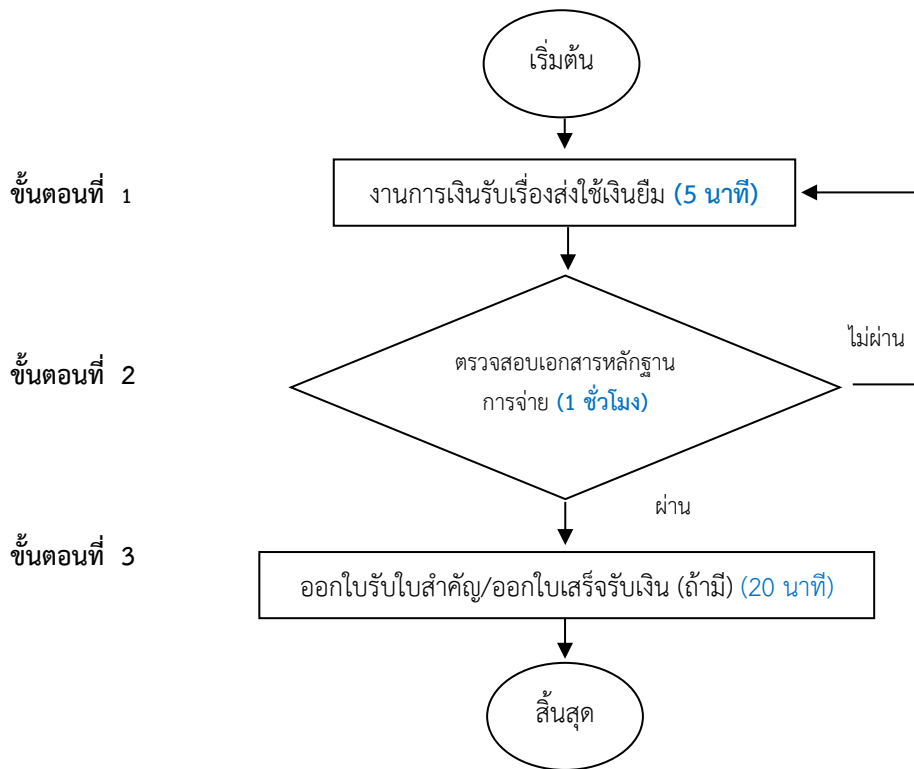 เริ่มต้น
ขั้นตอนที่ 1
งานการเงินรับเรื่องส่งใช้เงินยืม (5 นาที)
ไม่ผ่าน
ขั้นตอนที่ 2
ตรวจสอบเอกสารหลักฐาน
การจ่าย (1 ชั่วโมง)
ผ่าน
ขั้นตอนที่ 3
ออกใบรับใบสำคัญ/ออกใบเสร็จรับเงิน (ถ้ามี) (20 นาที)
สิ้นสุด